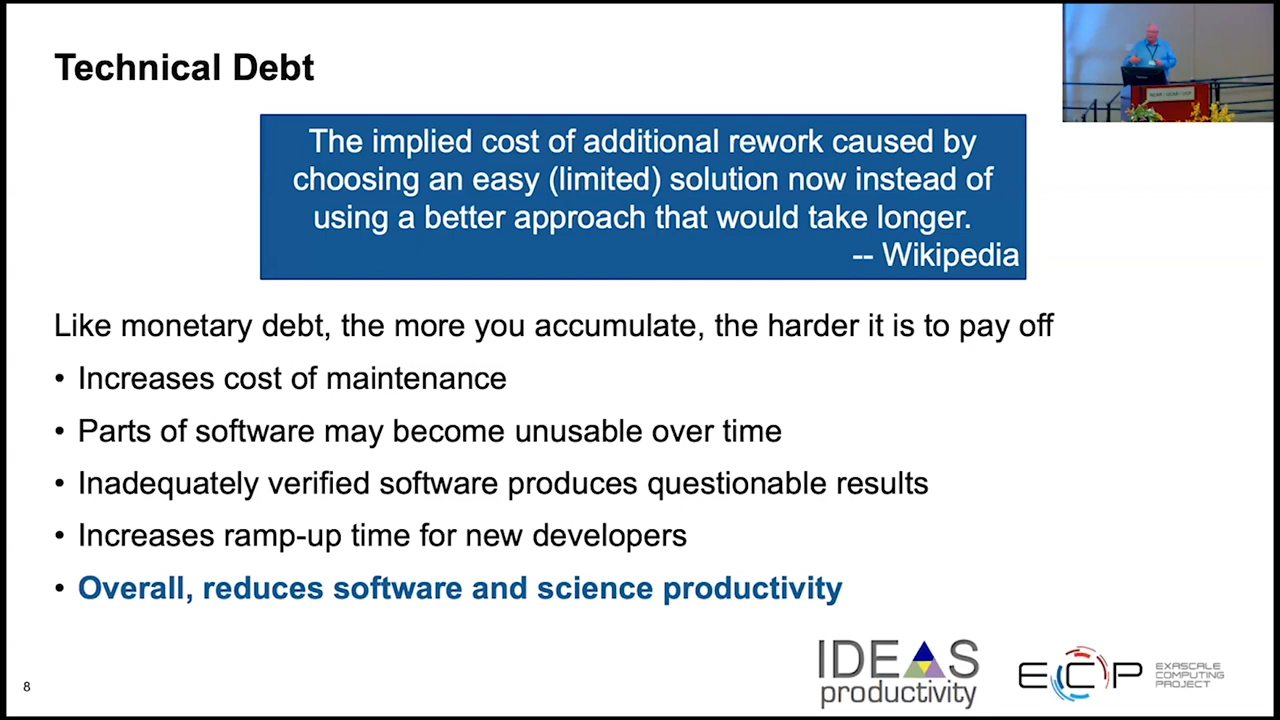 Technical Debt
The implied cost of additional rework caused by
choosing an easy (limited) solution now instead of
using a better approach that would take longer.
-- Wikipedia
Like monetary debt, the more you accumulate, the harder it is to pay off
• Increases cost of maintenance
• Parts of software may become unusable over time
• Inadequately verified software produces questionable results
• Increases ramp-up time for new developers
• Overall, reduces software and science productivity
IDEAS
productivity
ECP
EXASCALE
COMPUTING
PROJECT
8